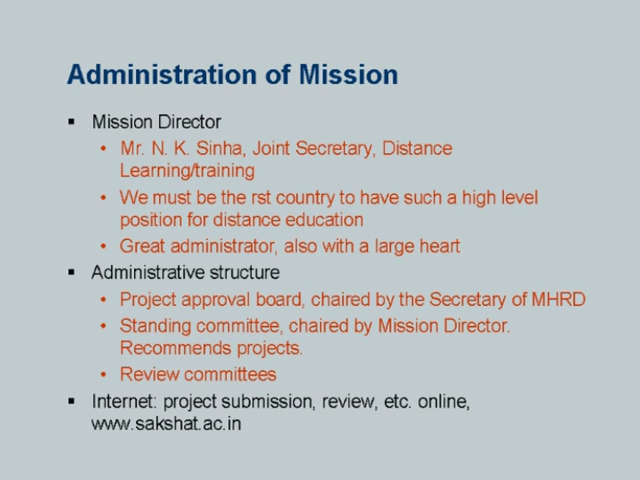 Administration of Mission
▪ Mission Director
• Mr. N. K. Sinha, Joint Secretary, Distance
Learning/training
• We must be the rst country to have such a high level
position for distance education
• Great administrator, also with a large heart
▪ Administrative structure
• Project approval board, chaired by the Secretary of MHRD
• Standing committee, chaired by Mission Director.
Recommends projects.
• Review committees
▪ Internet: project submission, review, etc. online,
www.sakshat.ac.in